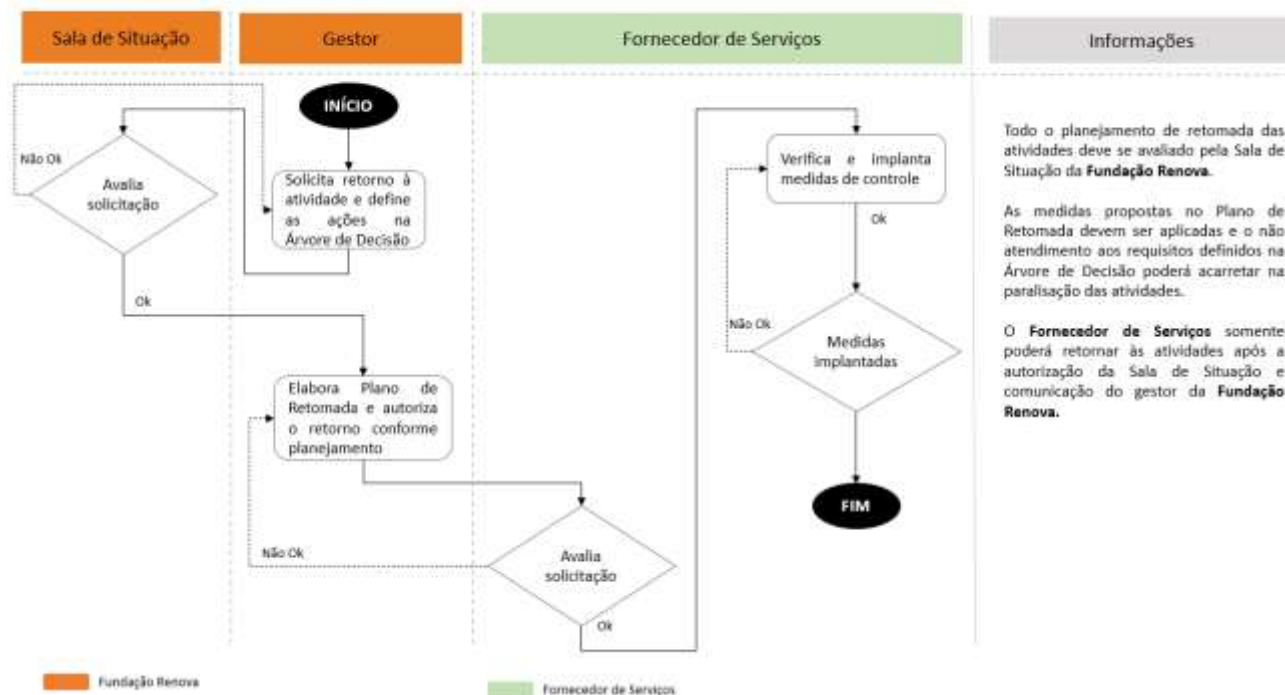 Sala de Situação
Gestor
Fornecedor de Serviços
Informações
INÍCIO
Não Ok
Avalia
solicitação
Solicita retorno à
atividade e define
as ações na
Árvore de Decisão
Ok
Elabora Plano de
Retomada e autoriza
o retorno conforme
planejamento
Não Ok
Avalia
solicitação
Ok
Verifica e implanta
medidas de controle
Ok
Não Ok
Medidas
implantadas
FIM
Todo o planejamento de retomada das
atividades deve se avaliado pela Sala de
Situação da Fundação Renova.
As medidas propostas no Plano de
Retomada devem ser aplicadas e o não
atendimento aos requisitos definidos na
Árvore de Decisão poderá acarretar na
paralisação das atividades.
O Fornecedor de Serviços somente
poderá retornar às atividades após a
autorização da Sala de Situação e
comunicação do gestor da Fundação
Renova.
Fundação Renova
Fornecedor de Serviços